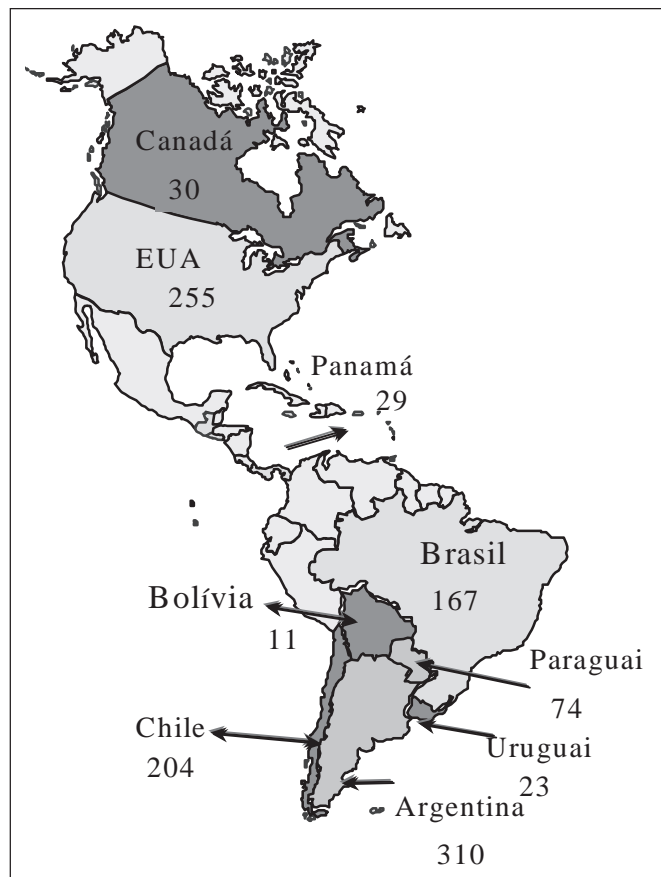 Canadá
30
EUA
255
Panamá
29
Brasil
167
Bolívia
11
Paraguai
74
Chile
204
Uruguai
23
Argentina
310